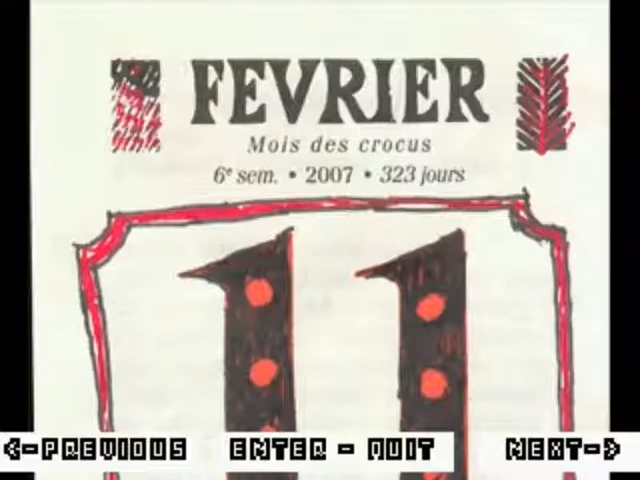 FEVRIER
Mois des crocus
6e sem. • 2007 • 323 jours
11
<-PREVIOUS ENTER - QUIT NEXT->